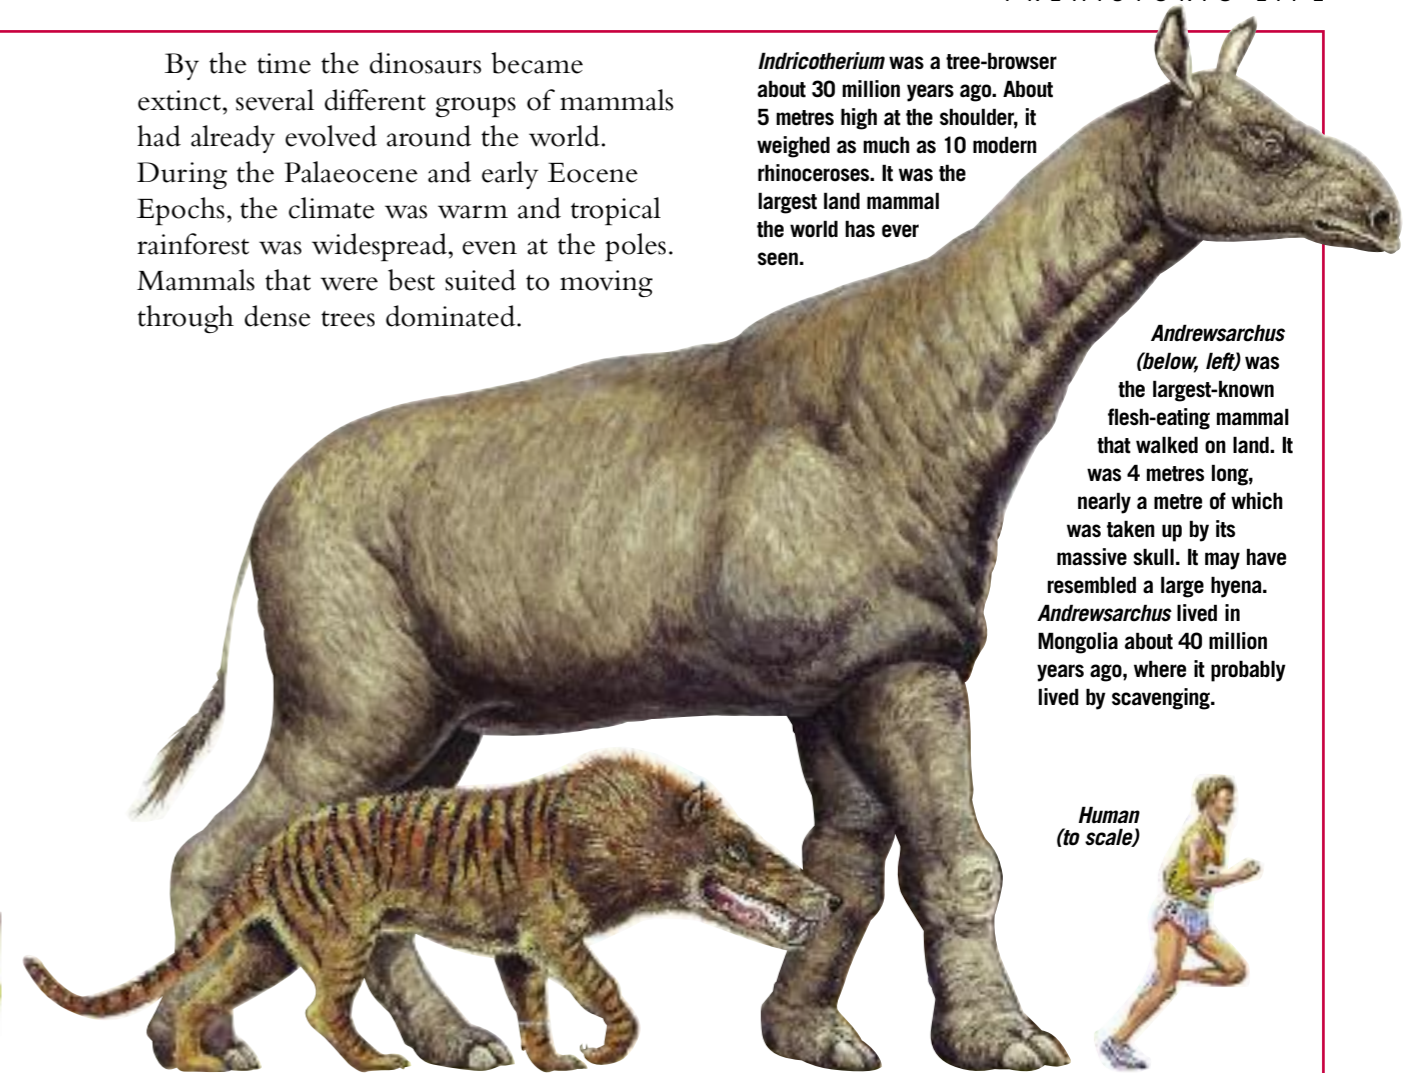 By the time the dinosaurs became
extinct, several different groups of mammals
had already evolved around the world.
During the Palaeocene and early Eocene
Epochs, the climate was warm and tropical
rainforest was widespread, even at the poles.
Mammals that were best suited to moving
through dense trees dominated.
Indricotherium was a tree-browser
about 30 million years ago. About
5 metres high at the shoulder, it
weighed as much as 10 modern
rhinoceroses. It was the
largest land mammal
the world has ever
seen.
Andrewsarchus
(below, left) was
the largest-known
flesh-eating mammal
that walked on land. It
was 4 metres long,
nearly a metre of which
was taken up by its
massive skull. It may have
resembled a large hyena.
Andrewsarchus lived in
Mongolia about 40 million
years ago, where it probably
lived by scavenging.
Human
(to scale)